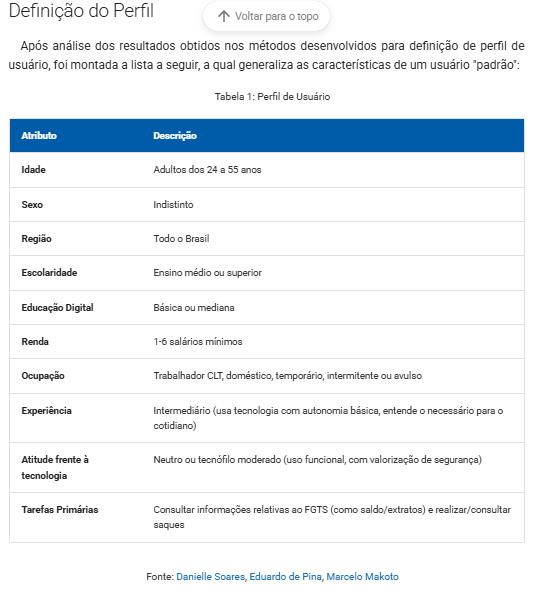 Definição do Perfil
Voltar para o topo
Após análise dos resultados obtidos nos métodos desenvolvidos para definição de perfil de
usuário, foi montada a lista a seguir, a qual generaliza as características de um usuário "padrão":
Tabela 1: Perfil de Usuário
Atributo Descrição
Idade Adultos dos 24 a 55 anos
Sexo Indistinto
Região Todo o Brasil
Escolaridade Ensino médio ou superior
Educação Digital Básica ou mediana
Renda 1-6 salários mínimos
Ocupação Trabalhador CLT, doméstico, temporário, intermitente ou avulso
Experiência Intermediário (usa tecnologia com autonomia básica, entende o necessário para o
cotidiano)
Atitude frente à Neutro ou tecnófilo moderado (uso funcional, com valorização de segurança)
tecnologia
Tarefas Primárias Consultar informações relativas ao FGTS (como saldo/extratos) e realizar/consultar
saques
Fonte: Danielle Soares, Eduardo de Pina, Marcelo Makoto